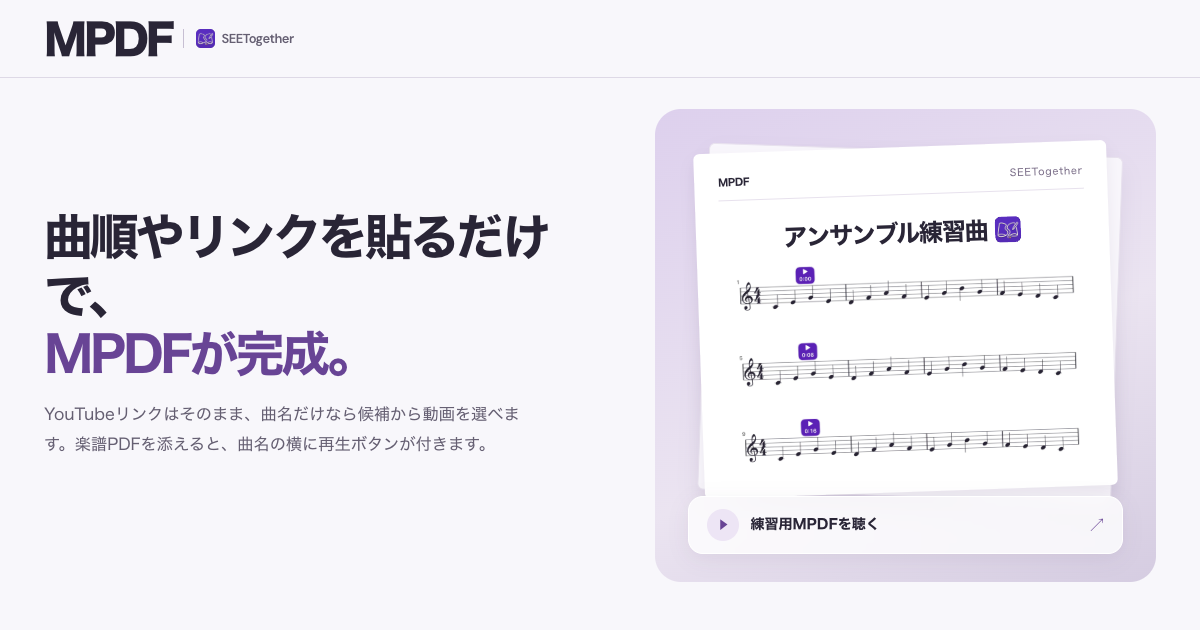 MPDF
SEETogether
曲順やリンクを貼るだけ
で、
MPDFが完成。
YouTubeリンクはそのまま、曲名だけなら候補から動画を選べま
す。楽譜PDFを添えると、曲名の横に再生ボタンが付きます。
MPDF
SEETogether
アンサンブル練習曲
1
0:00
5
0:08
9
0:16
練習用MPDFを聴く